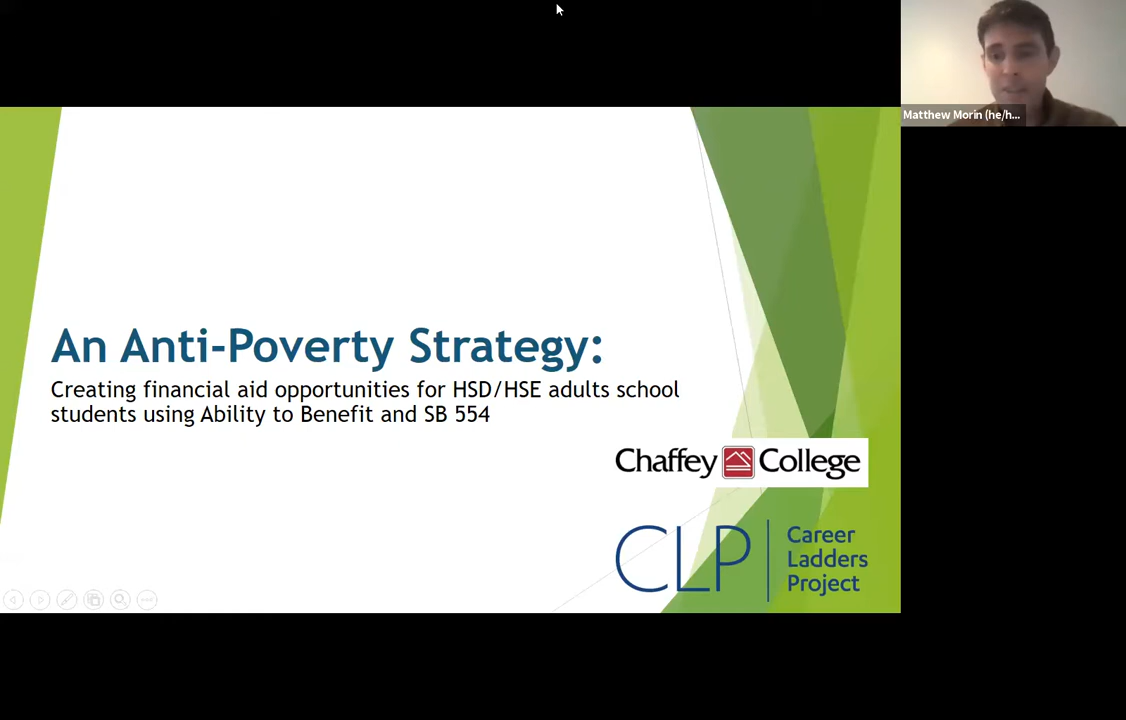 Matthew Morin (he/h...
An Anti-Poverty Strategy:
Creating financial aid opportunities for HSD/HSE adults school
students using Ability to Benefit and SB 554
Chaffey College
CLP
Career
Ladders
Project